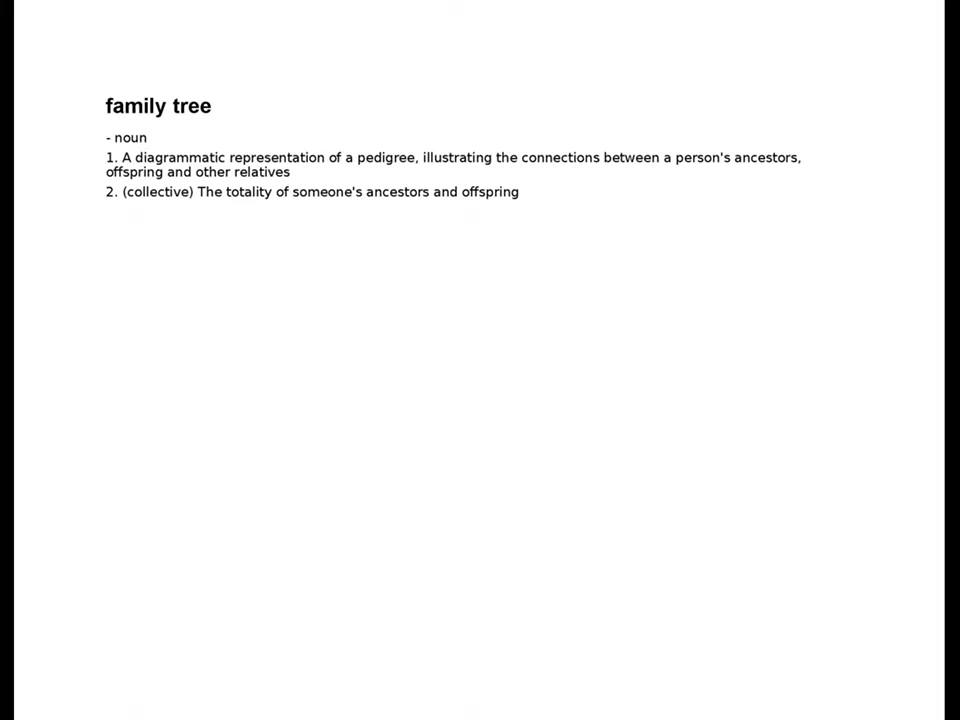 family tree
- noun
1. A diagrammatic representation of a pedigree, illustrating the connections between a person's ancestors,
offspring and other relatives
2. (collective) The totality of someone's ancestors and offspring